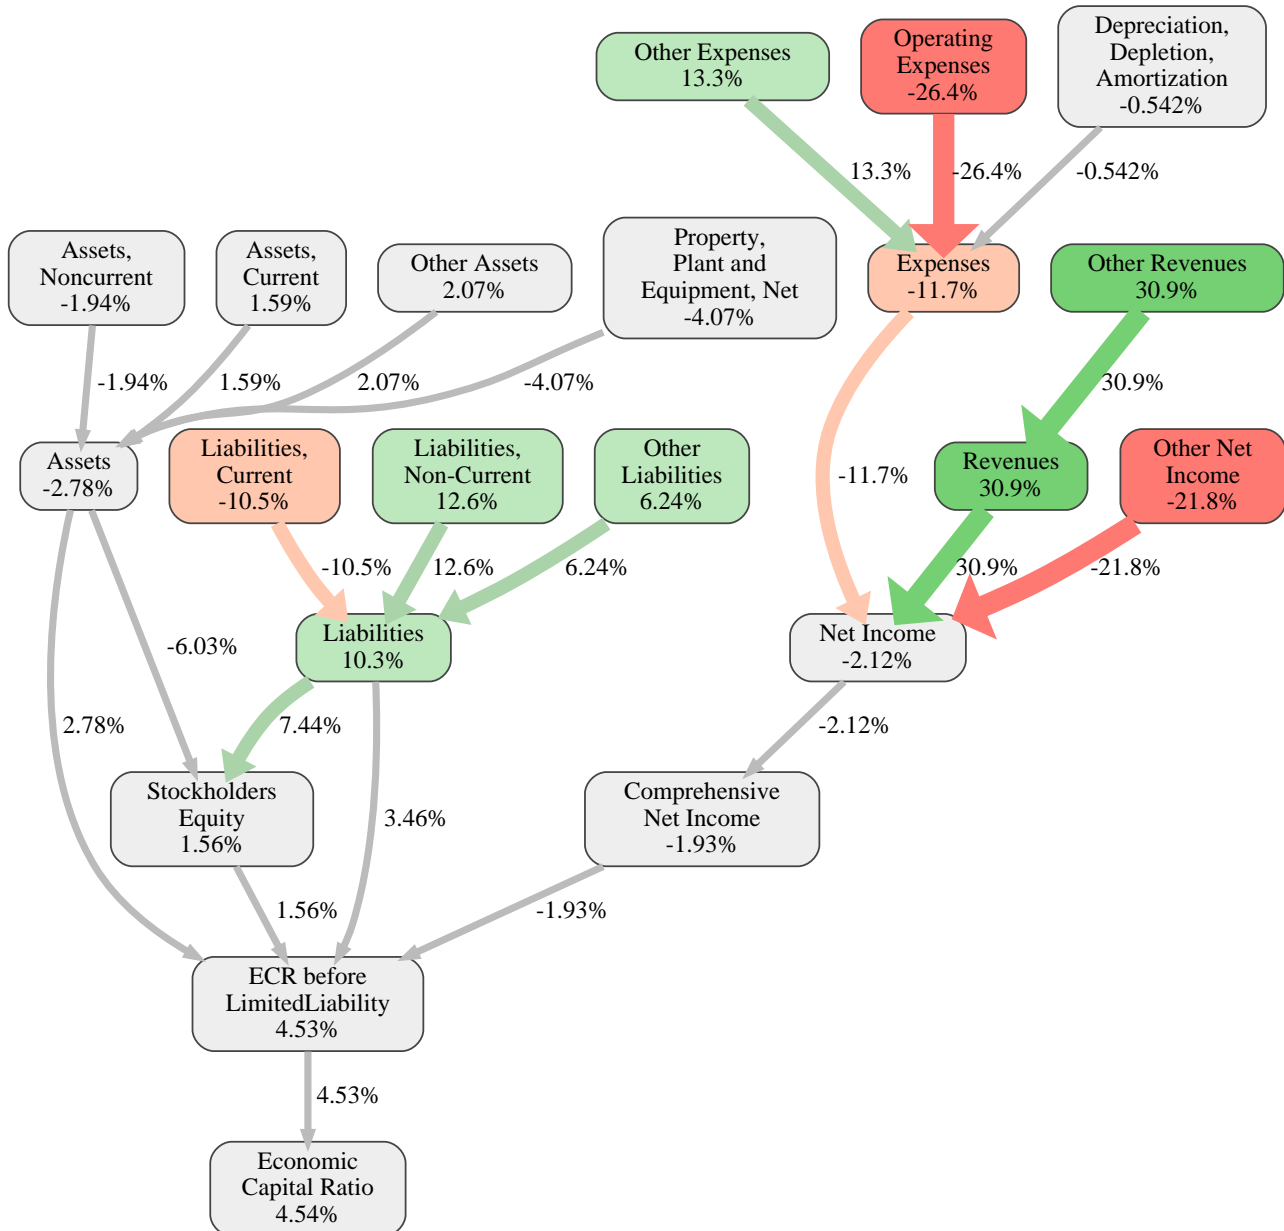 Other Expenses
13.3%
Operating
Expenses
-26.4%
Depreciation,
Depletion,
Amortization
-0.542%
13.3%
-26.4%
-0.542%
Assets,
Noncurrent
-1.94%
Assets,
Current
1.59%
Other Assets
2.07%
Property,
Plant and
Equipment, Net
-4.07%
Expenses
-11.7%
Other Revenues
30.9%
-1.94%
1.59%
2.07%
-4.07%
30.9%
Assets
-2.78%
Liabilities,
Current
-10.5%
Liabilities,
Non-Current
12.6%
Other
Liabilities
6.24%
-11.7%
Revenues
30.9%
Other Net
Income
-21.8%
-10.5%
12.6%
6.24%
30.9%
-21.8%
-6.03%
Liabilities
10.3%
Net Income
-2.12%
2.78%
7.44%
-2.12%
Stockholders
Equity
1.56%
3.46%
Comprehensive
Net Income
-1.93%
1.56%
-1.93%
ECR before
LimitedLiability
4.53%
4.53%
Economic
Capital Ratio
4.54%